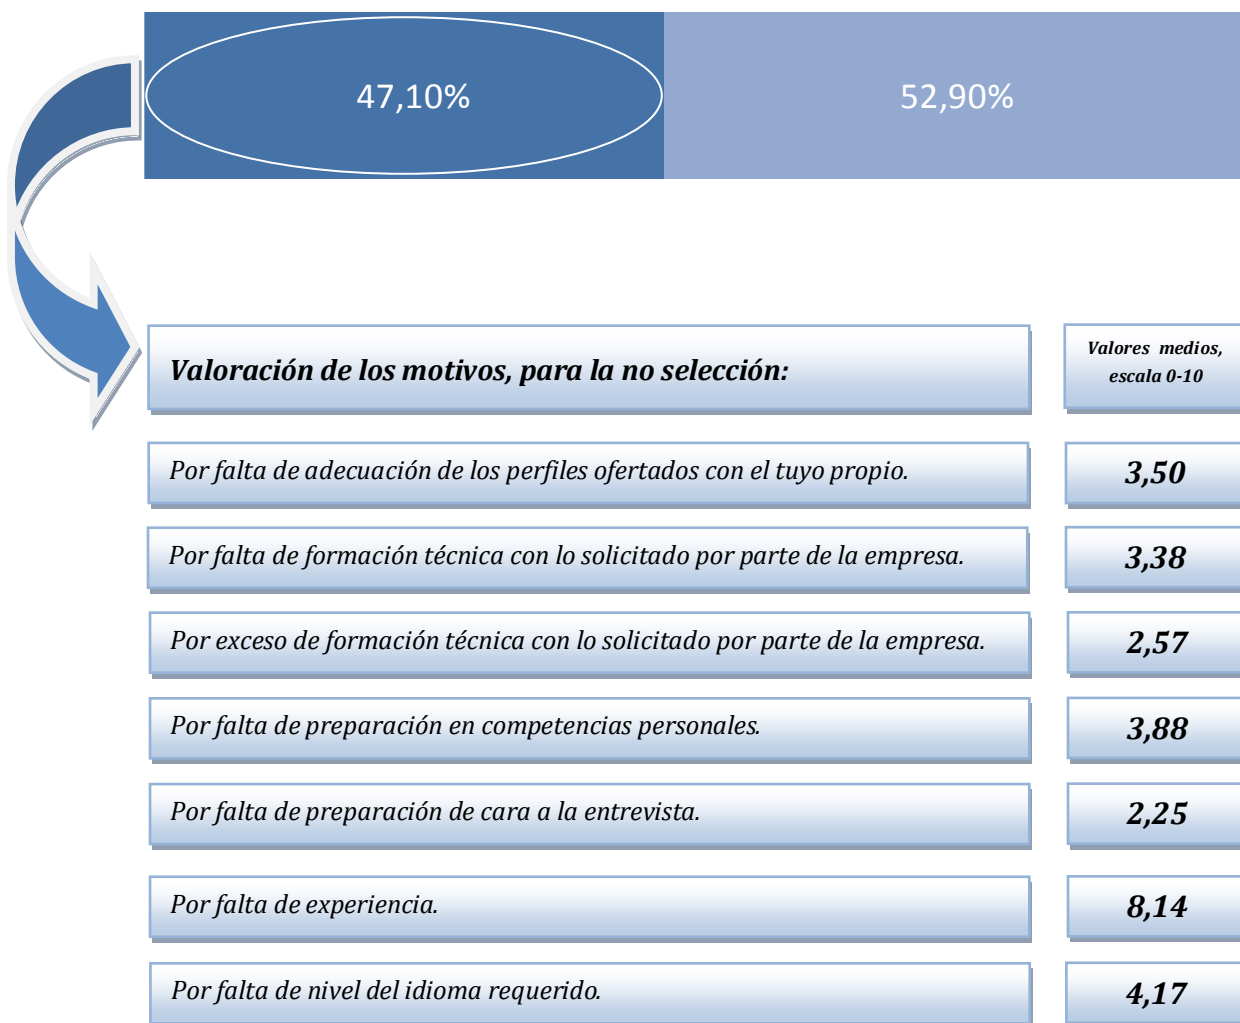 47,10%
52,90%
Valoración de los motivos, para la no selección:
Valores medios,
escala 0-10
Por falta de adecuación de los perfiles ofertados con el tuyo propio.
3,50
Por falta de formación técnica con lo solicitado por parte de la empresa.
3,38
Por exceso de formación técnica con lo solicitado por parte de la empresa.
2,57
Por falta de preparación en competencias personales.
3,88
Por falta de preparación de cara a la entrevista.
2,25
Por falta de experiencia.
8,14
Por falta de nivel del idioma requerido.
4,17